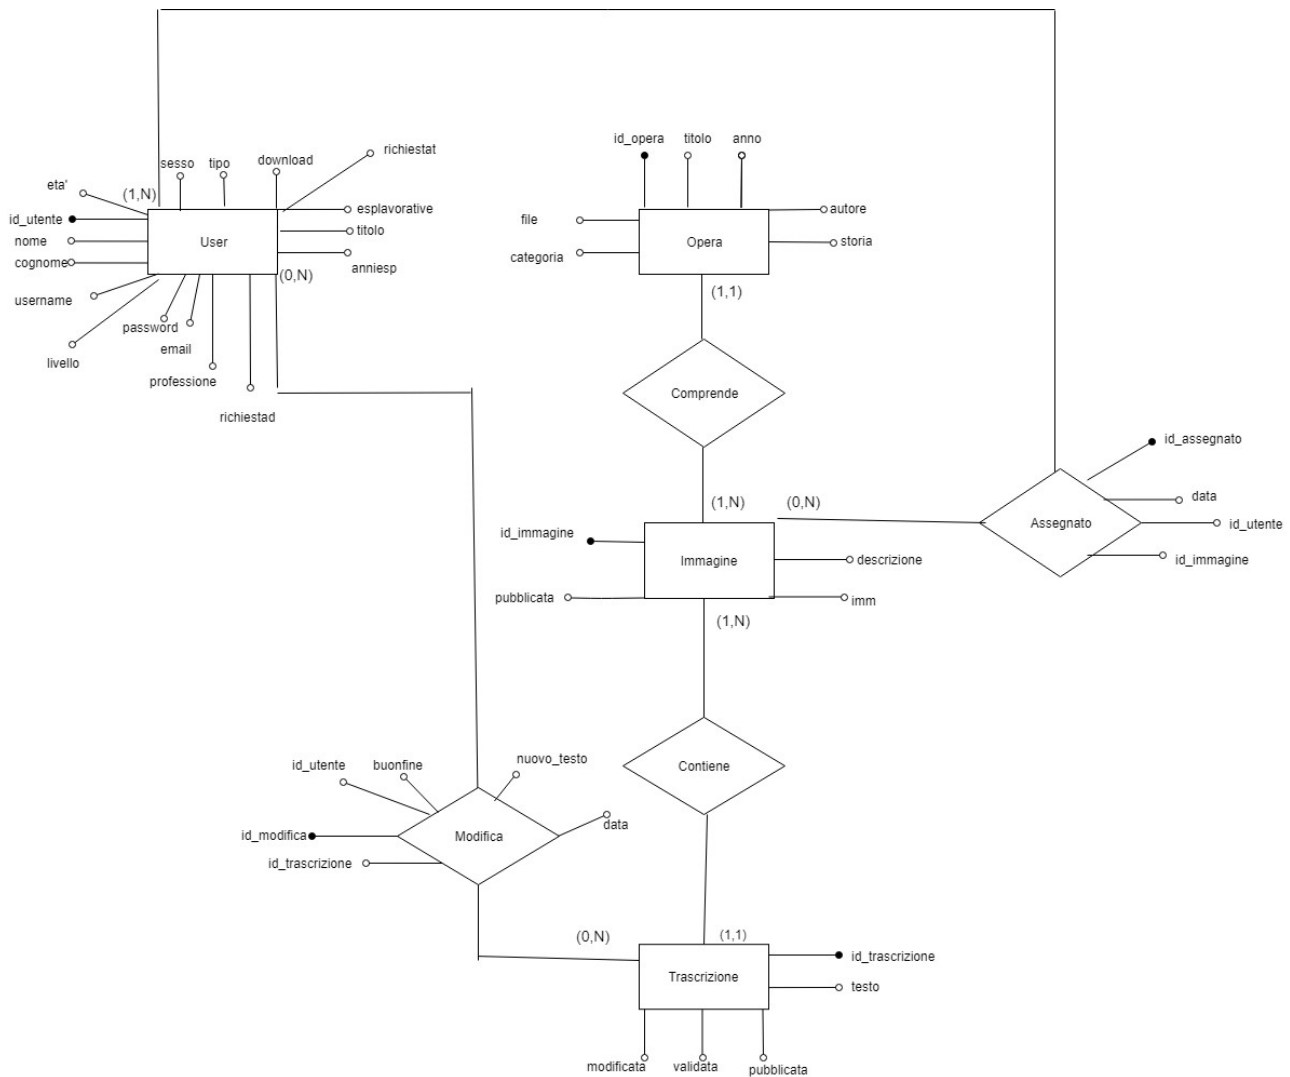 id_opera
titolo
anno
richiestat
sesso
tipo
download
eta'
(1,N)
esplavorative
autore
id_utente
file
nome
User
titolo
Opera
storia
cognome
categoria
anniesp
(0,N)
username
(1,1)
password
email
livello
professione
Comprende
richiestad
id_assegnato
data
(1,N)
(0,N)
id_immagine
Assegnato
id_utente
Immagine
descrizione
id_immagine
pubblicata
imm
(1,N)
nuovo_testo
id_utente
buonfine
Contiene
data
id_modifica
Modifica
id_trascrizione
(0,N)
(1,1)
id_trascrizione
Trascrizione
testo
modificata
validata
pubblicata